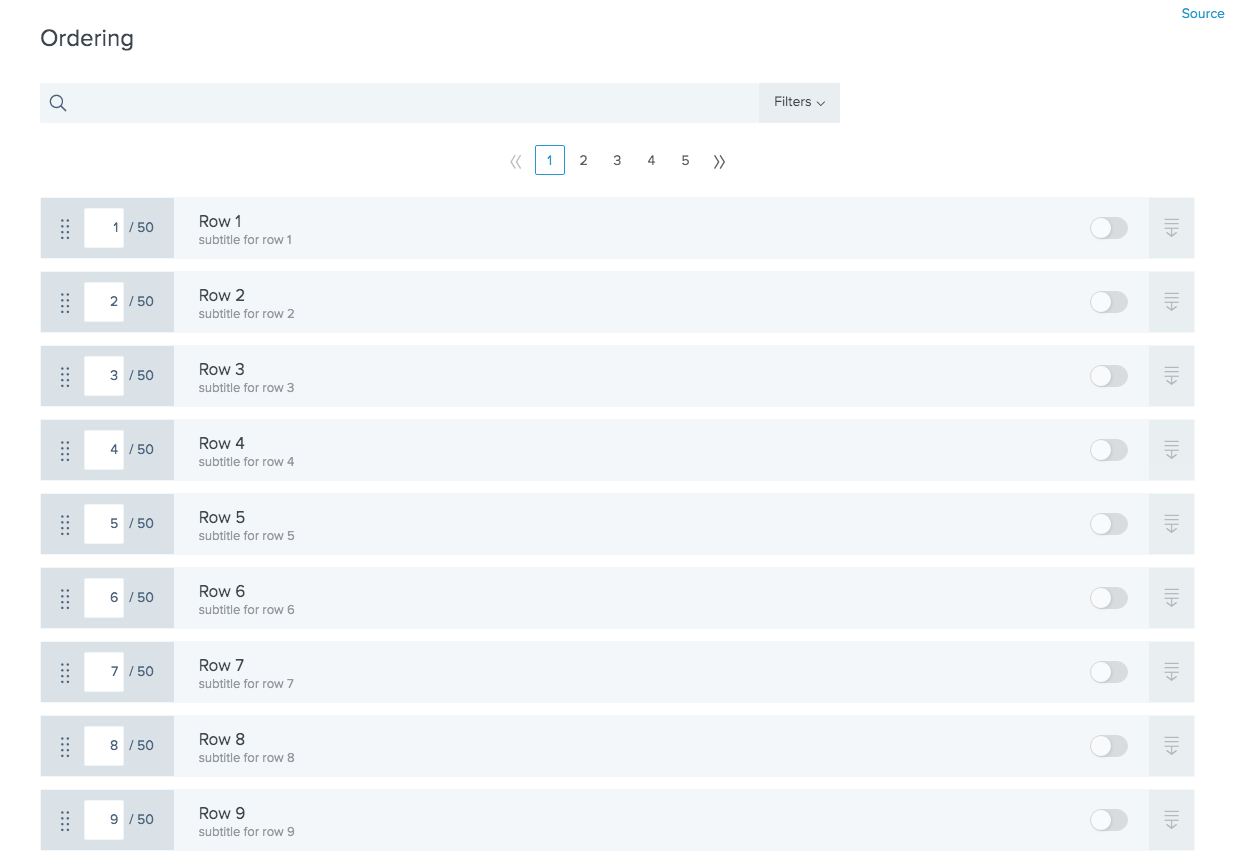 Source
Ordering
Filters
1 2 3 4 5
1 / 50 Row 1
subtitle for row 1
2 / 50 Row 2
subtitle for row 2
3 / 50 Row 3
subtitle for row 3
4 / 50 Row 4
subtitle for row 4
5 / 50 Row 5
subtitle for row 5
6 / 50 Row 6
subtitle for row 6
7 / 50 Row 7
subtitle for row 7
8 / 50 Row 8
subtitle for row 8
9 / 50 Row 9
subtitle for row 9